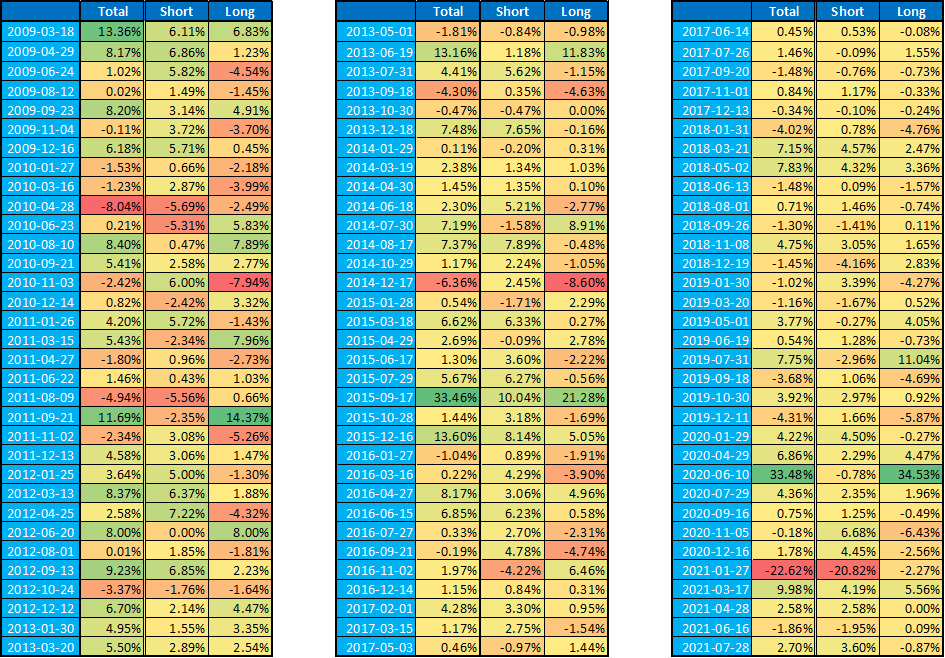 Total Short Long
2009-03-18 13.36% 6.11% 6.83%
2009-04-29 8.17% 6.86% 1.23%
2009-06-24 1.02% 5.82% -4.54%
2009-08-12 0.02% 1.49% -1.45%
2009-09-23 8.20% 3.14% 4.91%
2009-11-04 -0.11% 3.72% -3.70%
2009-12-16 6.18% 5.71% 0.45%
2010-01-27 -1.53% 0.66% -2.18%
2010-03-16 -1.23% 2.87% -3.99%
2010-04-28 -8.04% -5.69% -2.49%
2010-06-23 0.21% -5.31% 5.83%
2010-08-10 8.40% 0.47% 7.89%
2010-09-21 5.41% 2.58% 2.77%
2010-11-03 -2.42% 6.00% -7.94%
2010-12-14 0.82% -2.42% 3.32%
2011-01-26 4.20% 5.72% -1.43%
2011-03-15 5.43% -2.34% 7.96%
2011-04-27 -1.80% 0.96% -2.73%
2011-06-22 1.46% 0.43% 1.03%
2011-08-09 -4.94% -5.56% 0.66%
2011-09-21 11.69% -2.35% 14.37%
2011-11-02 -2.34% 3.08% -5.26%
2011-12-13 4.58% 3.06% 1.47%
2012-01-25 3.64% 5.00% -1.30%
2012-03-13 8.37% 6.37% 1.88%
2012-04-25 2.58% 7.22% -4.32%
2012-06-20 8.00% 0.00% 8.00%
2012-08-01 0.01% 1.85% -1.81%
2012-09-13 9.23% 6.85% 2.23%
2012-10-24 -3.37% -1.76% -1.64%
2012-12-12 6.70% 2.14% 4.47%
2013-01-30 4.95% 1.55% 3.35%
2013-03-20 5.50% 2.89% 2.54%
Total Short Long
2013-05-01 -1.81% -0.84% -0.98%
2013-06-19 13.16% 1.18% 11.83%
2013-07-31 4.41% 5.62% -1.15%
2013-09-18 -4.30% 0.35% -4.63%
2013-10-30 -0.47% -0.47% 0.00%
2013-12-18 7.48% 7.65% -0.16%
2014-01-29 0.11% -0.20% 0.31%
2014-03-19 2.38% 1.34% 1.03%
2014-04-30 1.45% 1.35% 0.10%
2014-06-18 2.30% 5.21% -2.77%
2014-07-30 7.19% -1.58% 8.91%
2014-08-17 7.37% 7.89% -0.48%
2014-10-29 1.17% 2.24% -1.05%
2014-12-17 -6.36% 2.45% -8.60%
2015-01-28 0.54% -1.71% 2.29%
2015-03-18 6.62% 6.33% 0.27%
2015-04-29 2.69% -0.09% 2.78%
2015-06-17 1.30% 3.60% -2.22%
2015-07-29 5.67% 6.27% -0.56%
2015-09-17 33.46% 10.04% 21.28%
2015-10-28 1.44% 3.18% -1.69%
2015-12-16 13.60% 8.14% 5.05%
2016-01-27 -1.04% 0.89% -1.91%
2016-03-16 0.22% 4.29% -3.90%
2016-04-27 8.17% 3.06% 4.96%
2016-06-15 6.85% 6.23% 0.58%
2016-07-27 0.33% 2.70% -2.31%
2016-09-21 -0.19% 4.78% -4.74%
2016-11-02 1.97% -4.22% 6.46%
2016-12-14 1.15% 0.84% 0.31%
2017-02-01 4.28% 3.30% 0.95%
2017-03-15 1.17% 2.75% -1.54%
2017-05-03 0.46% -0.97% 1.44%
Total Short Long
2017-06-14 0.45% 0.53% -0.08%
2017-07-26 1.46% -0.09% 1.55%
2017-09-20 -1.48% -0.76% -0.73%
2017-11-01 0.84% 1.17% -0.33%
2017-12-13 -0.34% -0.10% -0.24%
2018-01-31 -4.02% 0.78% -4.76%
2018-03-21 7.15% 4.57% 2.47%
2018-05-02 7.83% 4.32% 3.36%
2018-06-13 -1.48% 0.09% -1.57%
2018-08-01 0.71% 1.46% -0.74%
2018-09-26 -1.30% -1.41% 0.11%
2018-11-08 4.75% 3.05% 1.65%
2018-12-19 -1.45% -4.16% 2.83%
2019-01-30 -1.02% 3.39% -4.27%
2019-03-20 -1.16% -1.67% 0.52%
2019-05-01 3.77% -0.27% 4.05%
2019-06-19 0.54% 1.28% -0.73%
2019-07-31 7.75% -2.96% 11.04%
2019-09-18 -3.68% 1.06% -4.69%
2019-10-30 3.92% 2.97% 0.92%
2019-12-11 -4.31% 1.66% -5.87%
2020-01-29 4.22% 4.50% -0.27%
2020-04-29 6.86% 2.29% 4.47%
2020-06-10 33.48% -0.78% 34.53%
2020-07-29 4.36% 2.35% 1.96%
2020-09-16 0.75% 1.25% -0.49%
2020-11-05 -0.18% 6.68% -6.43%
2020-12-16 1.78% 4.45% -2.56%
2021-01-27 -22.62% -20.82% -2.27%
2021-03-17 9.98% 4.19% 5.56%
2021-04-28 2.58% 2.58% 0.00%
2021-06-16 -1.86% -1.95% 0.09%
2021-07-28 2.70% 3.60% -0.87%